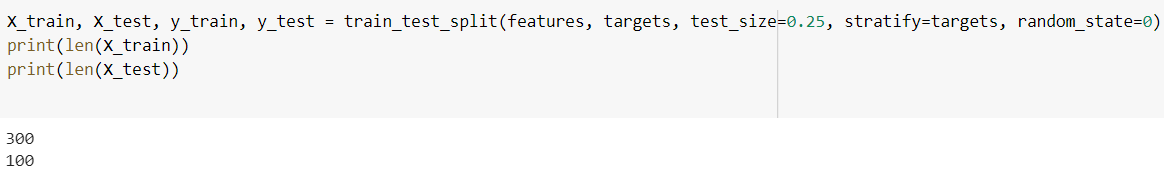 X_train, X_test, y_train, y_test = train_test_split(features, targets, test_size=0.25, stratify=targets, random_state=0)
print(len(X_train))
print(len(X_test))
300
100